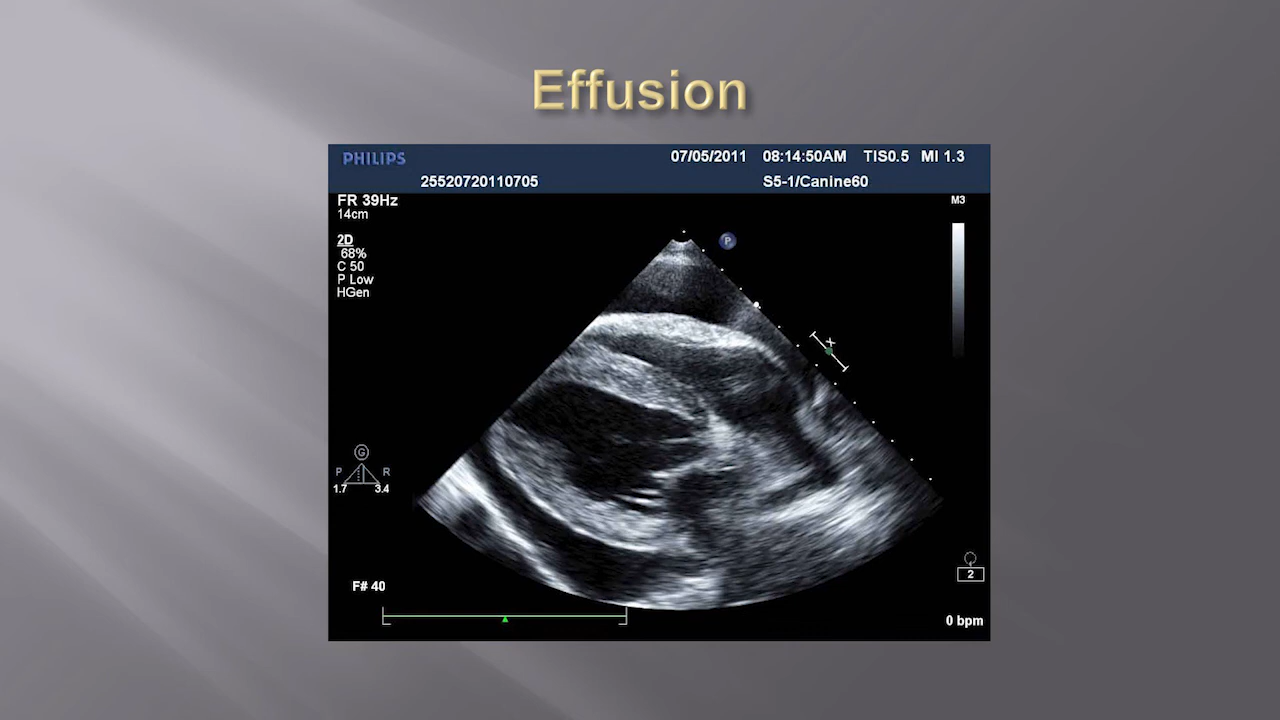 Effusion
PHILIPS
07/05/2011 08:14:50AM TIS0.5 MI 1.3
25520720110705 S5-1/Canine60
FR 39Hz
14cm
M3
2D
68%
C 50
P Low
HGen
P
X
G
P R
1.7 3.4
2
F# 40
0 bpm